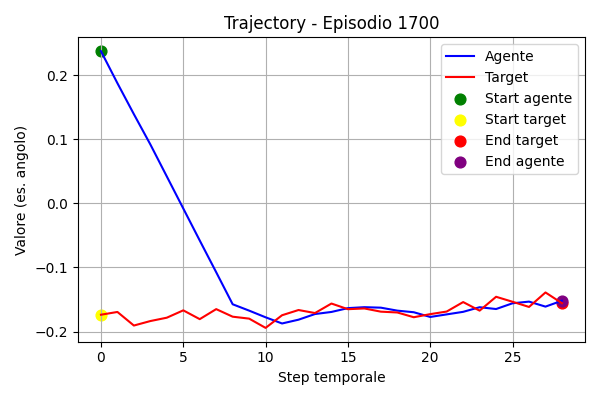 Trajectory - Episodio 1700
Agente
Target
Start agente
Start target
End target
End agente
Valore (es. angolo)
0.2
0.1
0.0
−0.1
−0.2
0
5
10
15
20
25
Step temporale